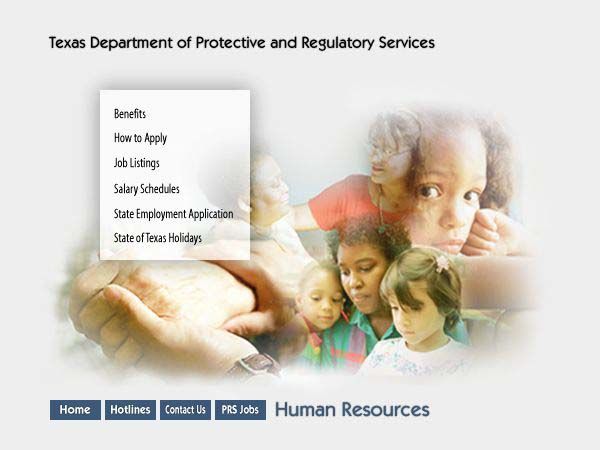 Texas Department of Protective and Regulatory Services
Benefits
How to Apply
Job Listings
Salary Schedules
State Employment Application
State of Texas Holidays
Home
Hotlines
Contact Us
PRS Jobs
Human Resources